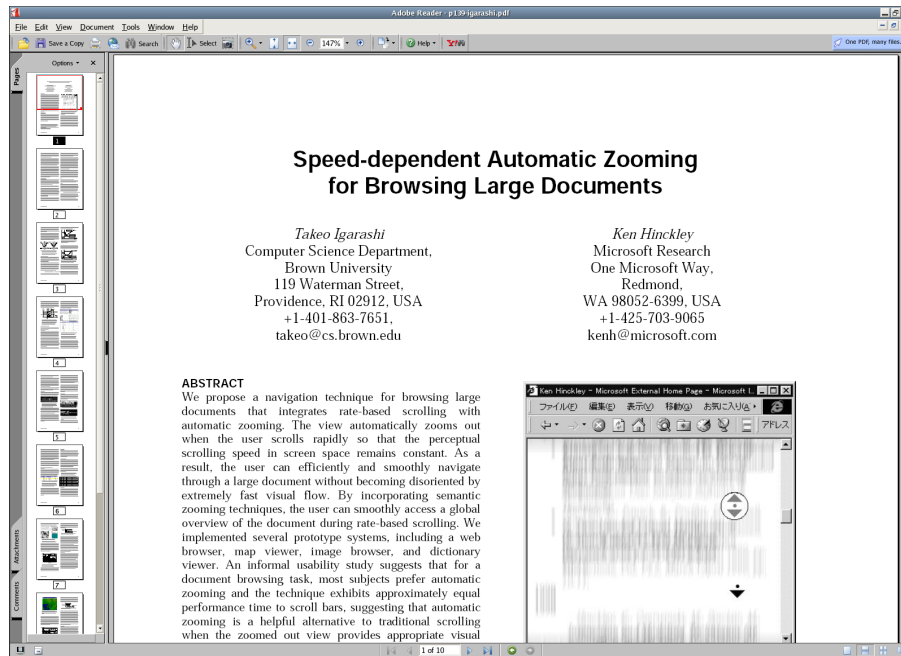 Adobe Reader - p139-igarashi.pdf
File Edit View Document Tools Window Help
Save a Copy Search Select 147% Help Y! One PDF, many files.
Pages
Options
1
2
3
4
5
6
7
Attachments
Comments
Speed-dependent Automatic Zooming
for Browsing Large Documents
Takeo Igarashi
Computer Science Department,
Brown University
119 Waterman Street,
Providence, RI 02912, USA
+1-401-863-7651,
takeo@cs.brown.edu
Ken Hinckley
Microsoft Research
One Microsoft Way,
Redmond,
WA 98052-6399, USA
+1-425-703-9065
kenh@microsoft.com
ABSTRACT
We propose a navigation technique for browsing large
documents that integrates rate-based scrolling with
automatic zooming. The view automatically zooms out
when the user scrolls rapidly so that the perceptual
scrolling speed in screen space remains constant. As a
result, the user can efficiently and smoothly navigate
through a large document without becoming disoriented by
extremely fast visual flow. By incorporating semantic
zooming techniques, the user can smoothly access a global
overview of the document during rate-based scrolling. We
implemented several prototype systems, including a web
browser, map viewer, image browser, and dictionary
viewer. An informal usability study suggests that for a
document browsing task, most subjects prefer automatic
zooming and the technique exhibits approximately equal
performance time to scroll bars, suggesting that automatic
zooming is a helpful alternative to traditional scrolling
when the zoomed out view provides appropriate visual
Ken Hinckley - Microsoft External Home Page - Microsoft I..
ファイル(F) 編集(E) 表示(V) 移動(G) お気に入り(A)
アドレス
1 of 10